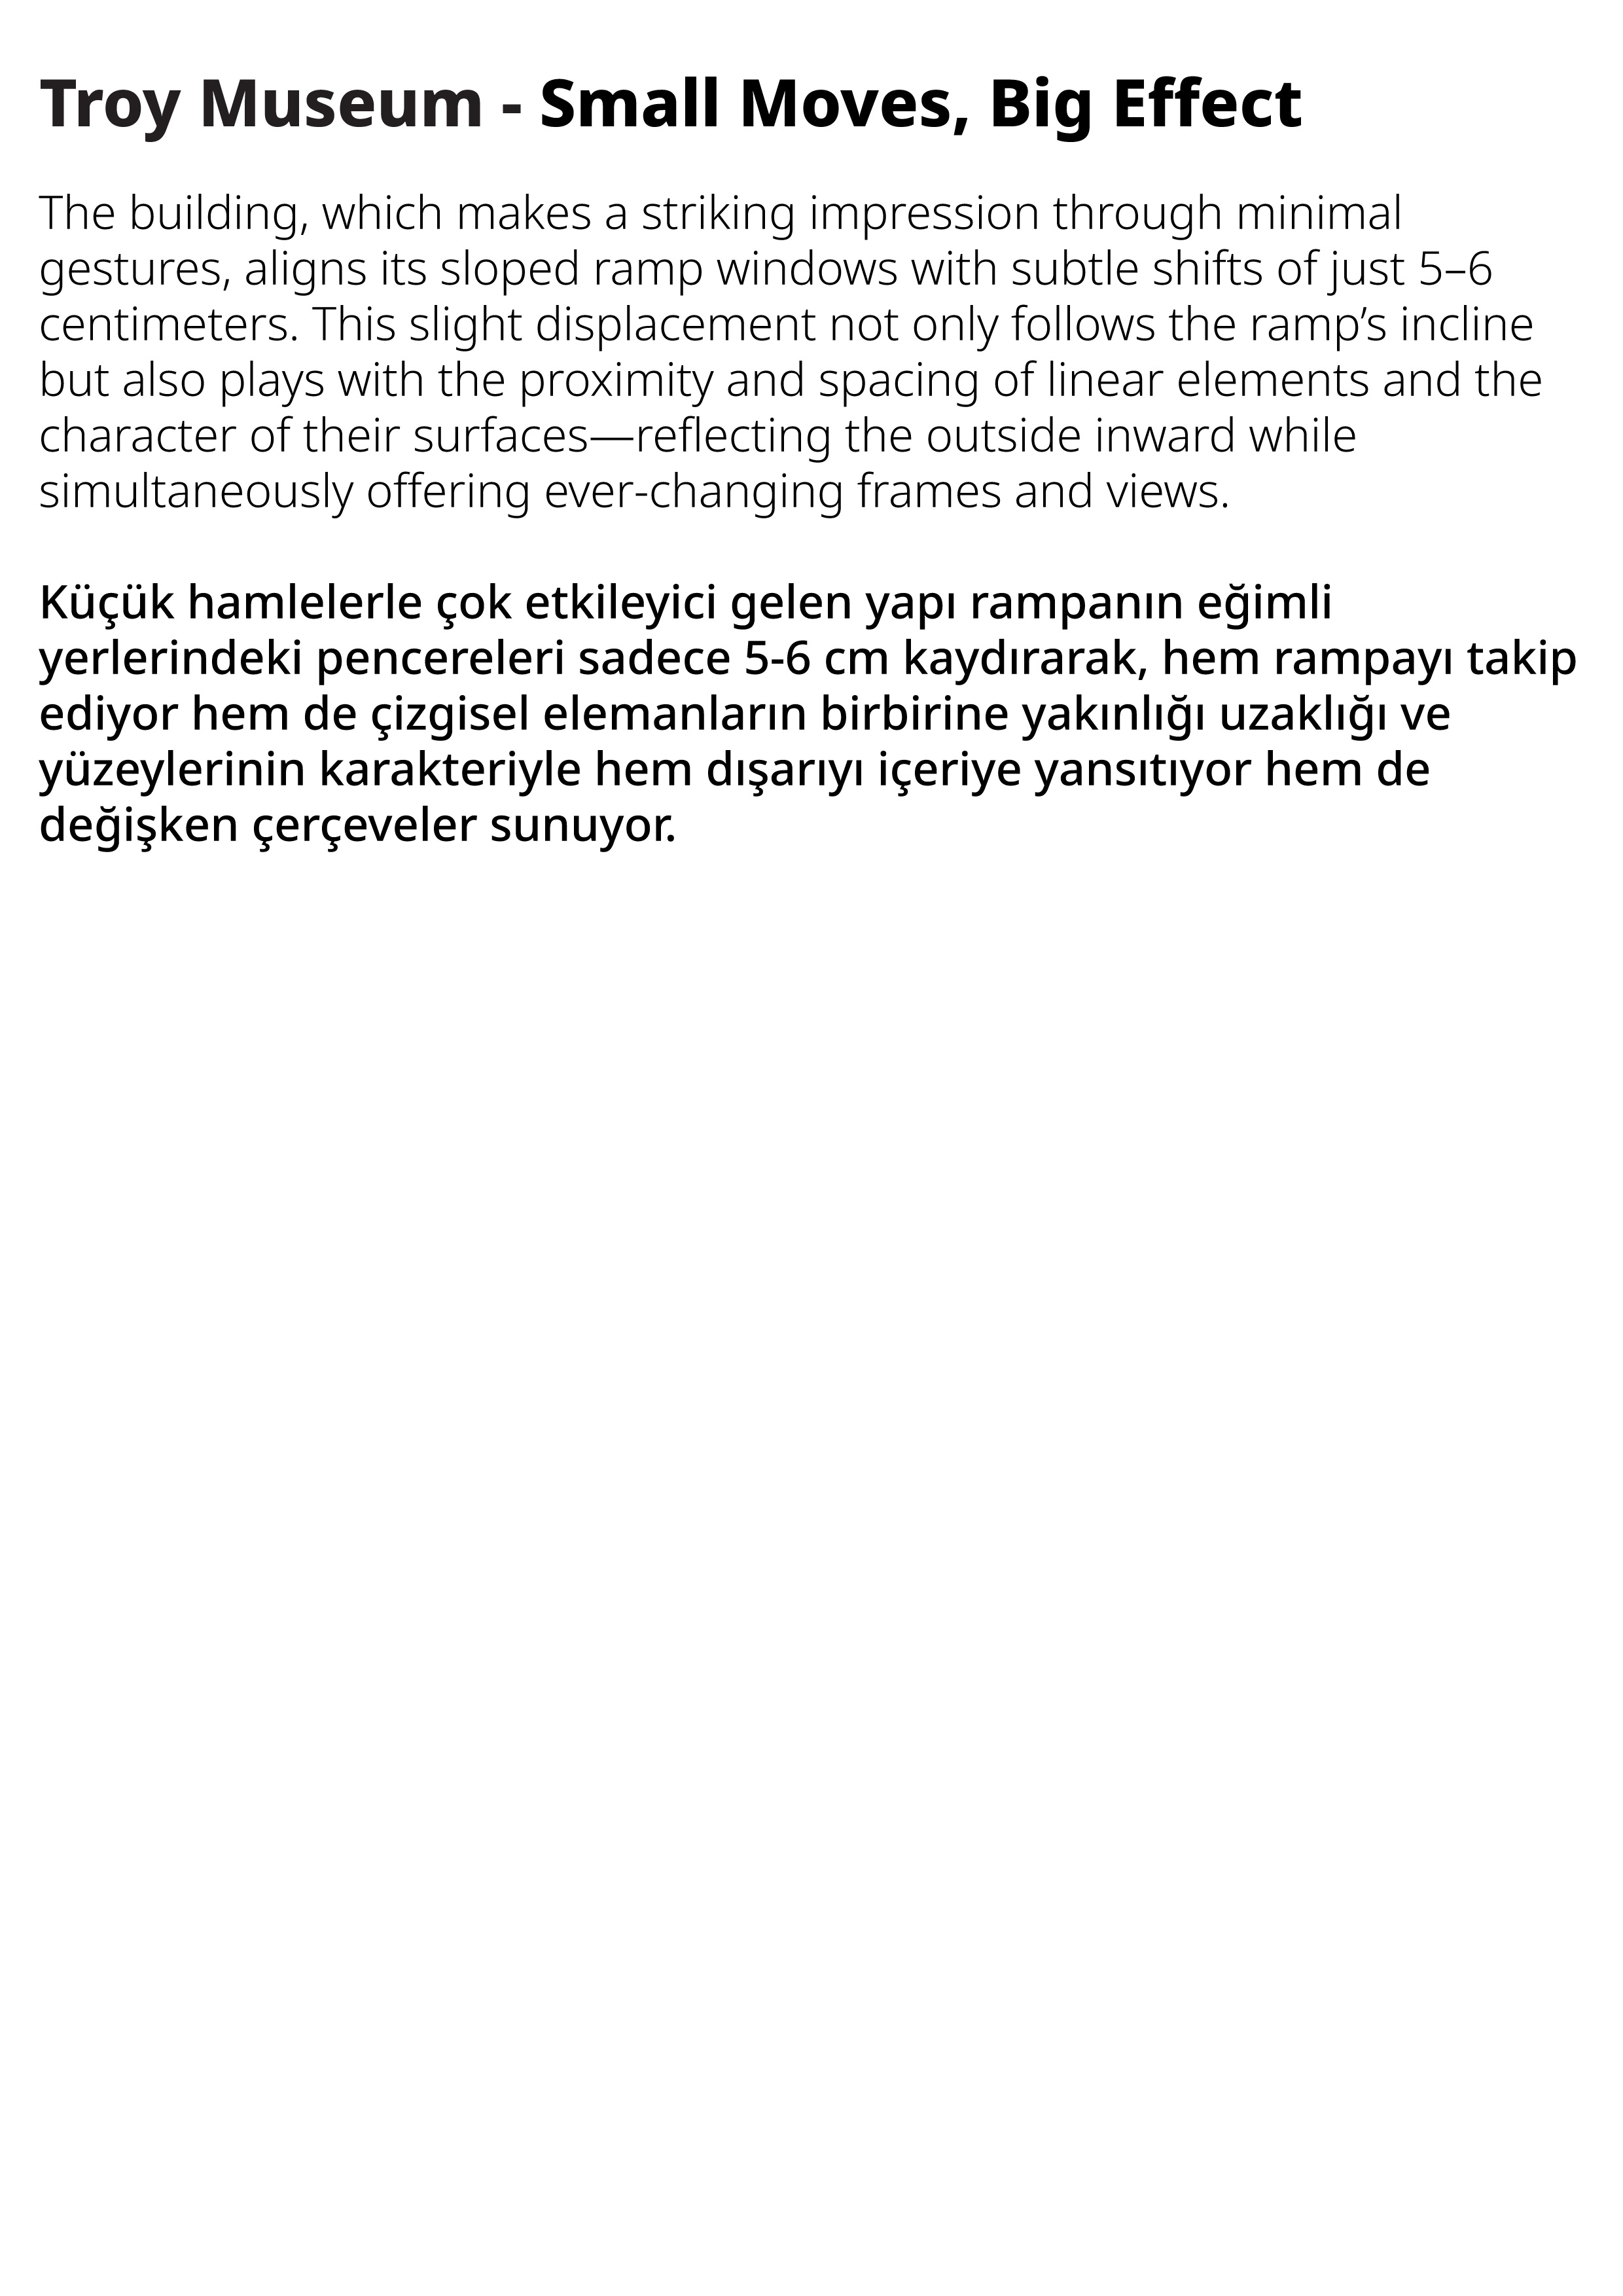 Troy Museum - Small Moves, Big Effect
The building, which makes a striking impression through minimal
gestures, aligns its sloped ramp windows with subtle shifts of just 5–6
centimeters. This slight displacement not only follows the ramp’s incline
but also plays with the proximity and spacing of linear elements and the
character of their surfaces—reflecting the outside inward while
simultaneously offering ever-changing frames and views.
Küçük hamlelerle çok etkileyici gelen yapı rampanın eğimli
yerlerindeki pencereleri sadece 5-6 cm kaydırarak, hem rampayı takip
ediyor hem de çizgisel elemanların birbirine yakınlığı uzaklığı ve
yüzeylerinin karakteriyle hem dışarıyı içeriye yansıtıyor hem de
değişken çerçeveler sunuyor.